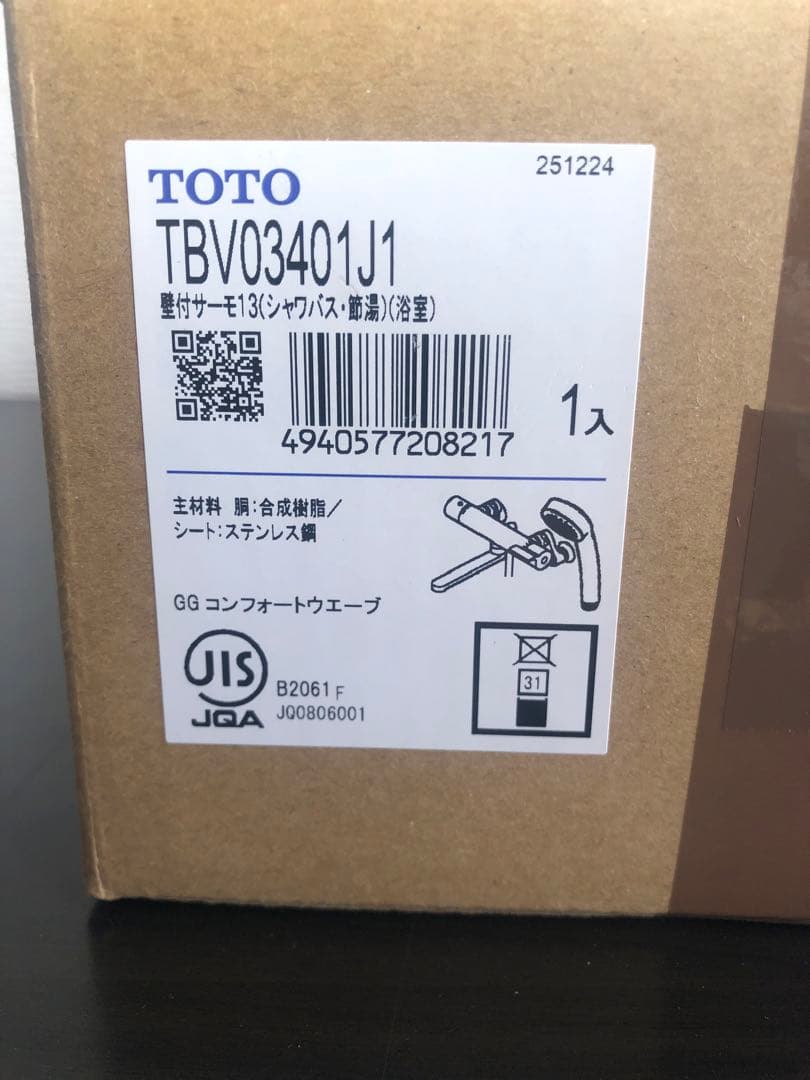 251224
TOTO
TBV03401J1
壁付サーモ13(シャワバス・節湯)(浴室)
4940577208217
1入
主材料 胴:合成樹脂/
シート:ステンレス鋼
GG コンフォートウエーブ
JIS
JQA
B2061 F
JQ0806001
31